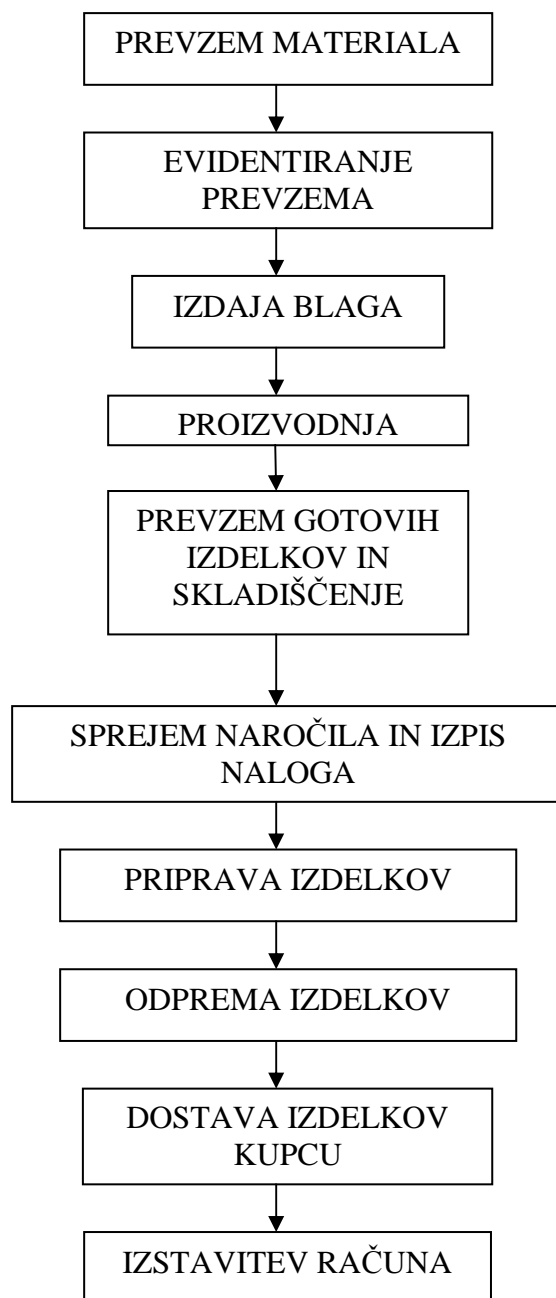 PREVZEM MATERIALA
EVIDENTIRANJE
PREVZEMA
IZDAJA BLAGA
PROIZVODNJA
PREVZEM GOTOVIH
IZDELKOV IN
SKLADIŠČENJE
SPREJEM NAROČILA IN IZPIS
NALOGA
PRIPRAVA IZDELKOV
ODPREMA IZDELKOV
DOSTAVA IZDELKOV
KUPCU
IZSTAVITEV RAČUNA